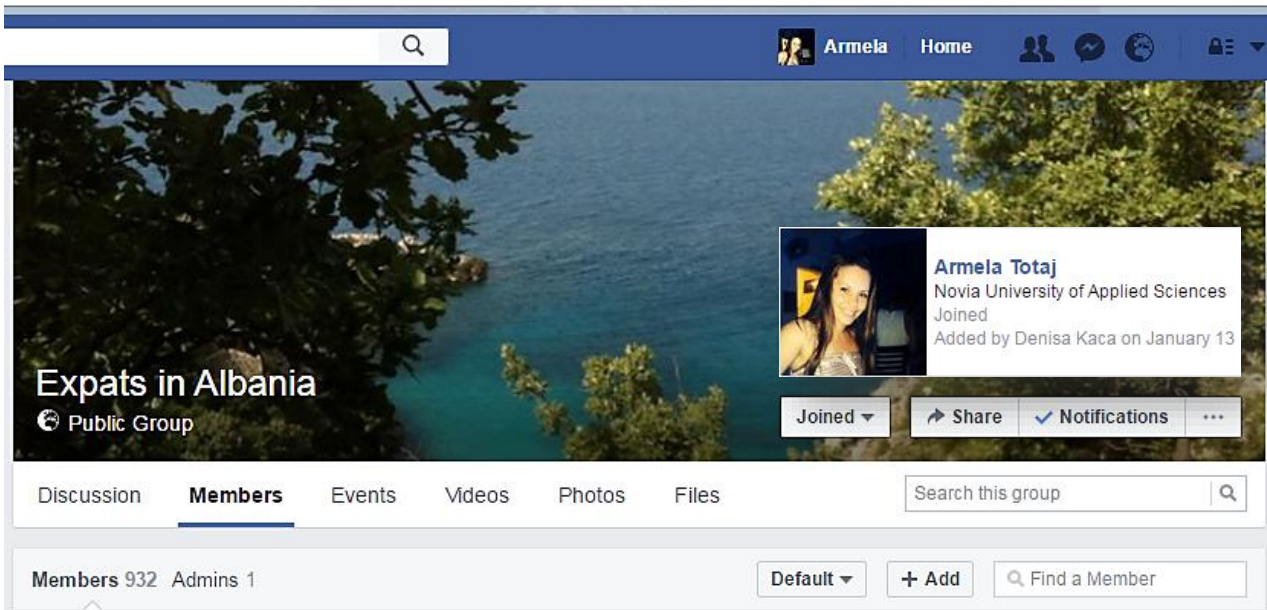 Armela Home
Armela Totaj
Novia University of Applied Sciences
Joined
Added by Denisa Kaca on January 13
Expats in Albania
Public Group
Joined Share Notifications ...
Discussion Members Events Videos Photos Files Search this group
Members 932 Admins 1 Default + Add Find a Member